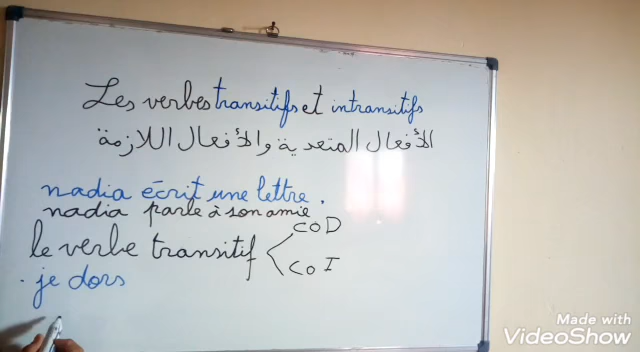 Les verbes transitifs et intransitifs
الأفعال المتعدية والأفعال اللازمة
nadia écrit une lettre.
nadia parle à son amie
COD
le verbe transitif
COI
. je dors
Made with
VideoShow